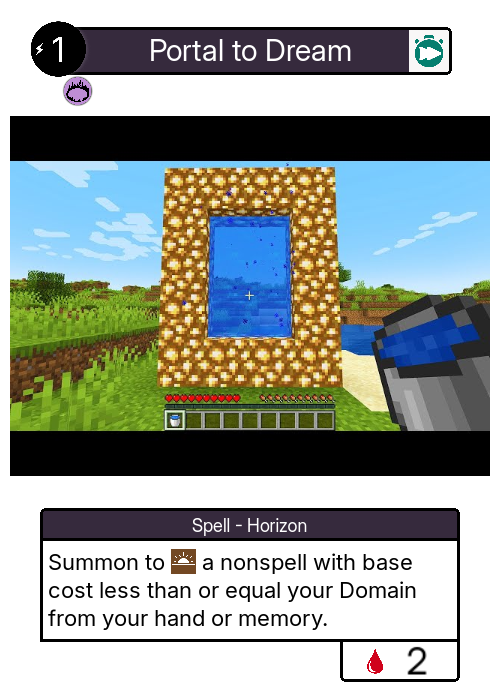 1
Portal to Dream
Spell - Horizon
Summon to a nonspell with base
cost less than or equal your Domain
from your hand or memory.
2